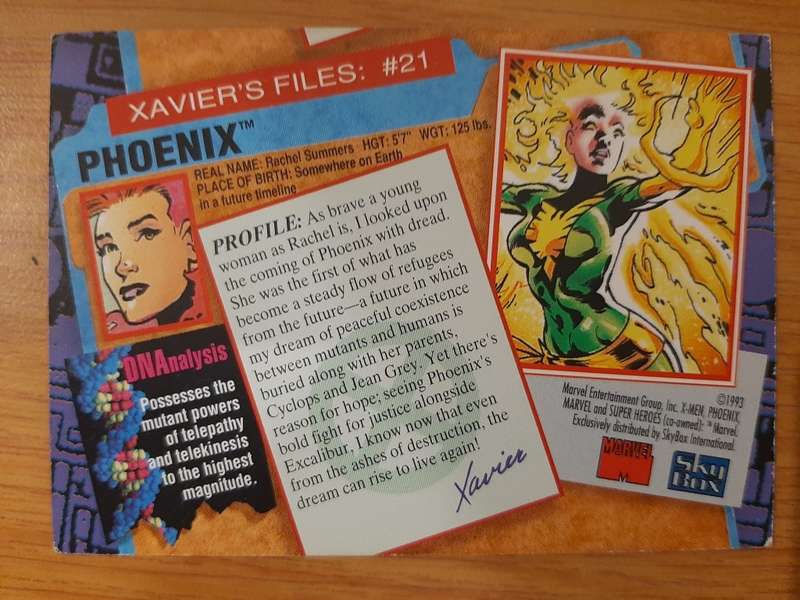 XAVIER'S FILES: #21
PHOENIX™
REAL NAME: Rachel Summers HGT: 5'7" WGT: 125 lbs.
PLACE OF BIRTH: Somewhere on Earth
in a future timeline
PROFILE: As brave a young
woman as Rachel is, I looked upon
the coming of Phoenix with dread.
She was the first of what has
become a steady flow of refugees
from the future—a future in which
my dream of peaceful coexistence
between mutants and humans is
buried along with her parents,
Cyclops and Jean Grey. Yet there's
reason for hope; seeing Phoenix's
bold fight for justice alongside
Excalibur, I know now that even
from the ashes of destruction, the
dream can rise to live again!
Xavier
DNAnalysis
Possesses the
mutant powers
of telepathy
and telekinesis
to the highest
magnitude.
©1993
Marvel Entertainment Group, Inc. X-MEN, PHOENIX,
MARVEL and SUPER HEROES (co-owned): ™ Marvel.
Exclusively distributed by SkyBox International.
MARVEL
M
SkyBox